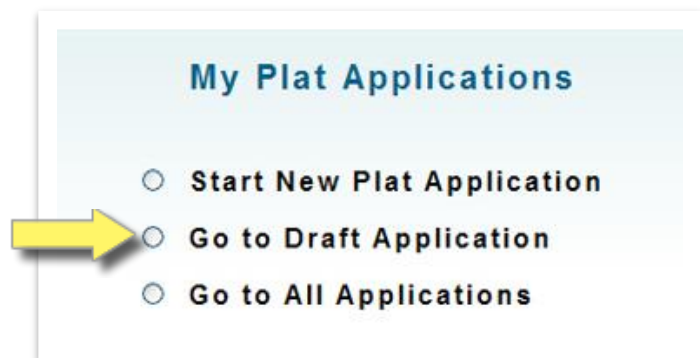 My Plat Applications
Start New Plat Application
Go to Draft Application
Go to All Applications